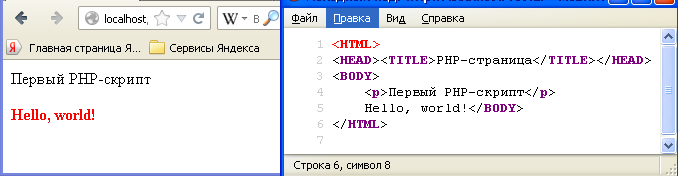 localhost,
W
В
Я Главная страница Я...
Сервисы Яндекса
Первый PHP-скрипт
Hello, world!
Файл Правка Вид Справка
1 <HTML>
2 <HEAD><TITLE>PHP-страница</TITLE></HEAD>
3 <BODY>
4 <p>Первый PHP-скрипт</p>
5 Hello, world!</BODY>
6 </HTML>
7
Строка 6, символ 8